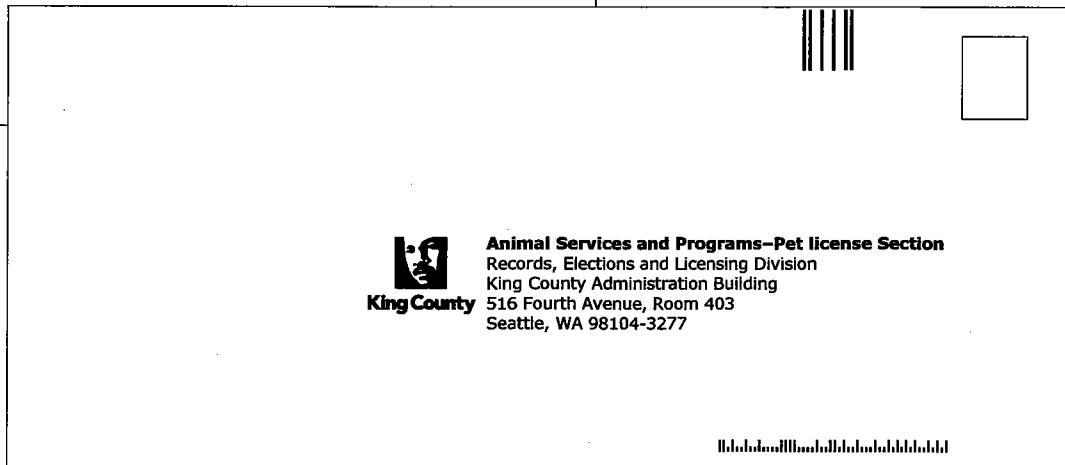 Animal Services and Programs–Pet license Section
Records, Elections and Licensing Division
King County Administration Building
King County
516 Fourth Avenue, Room 403
Seattle, WA 98104-3277